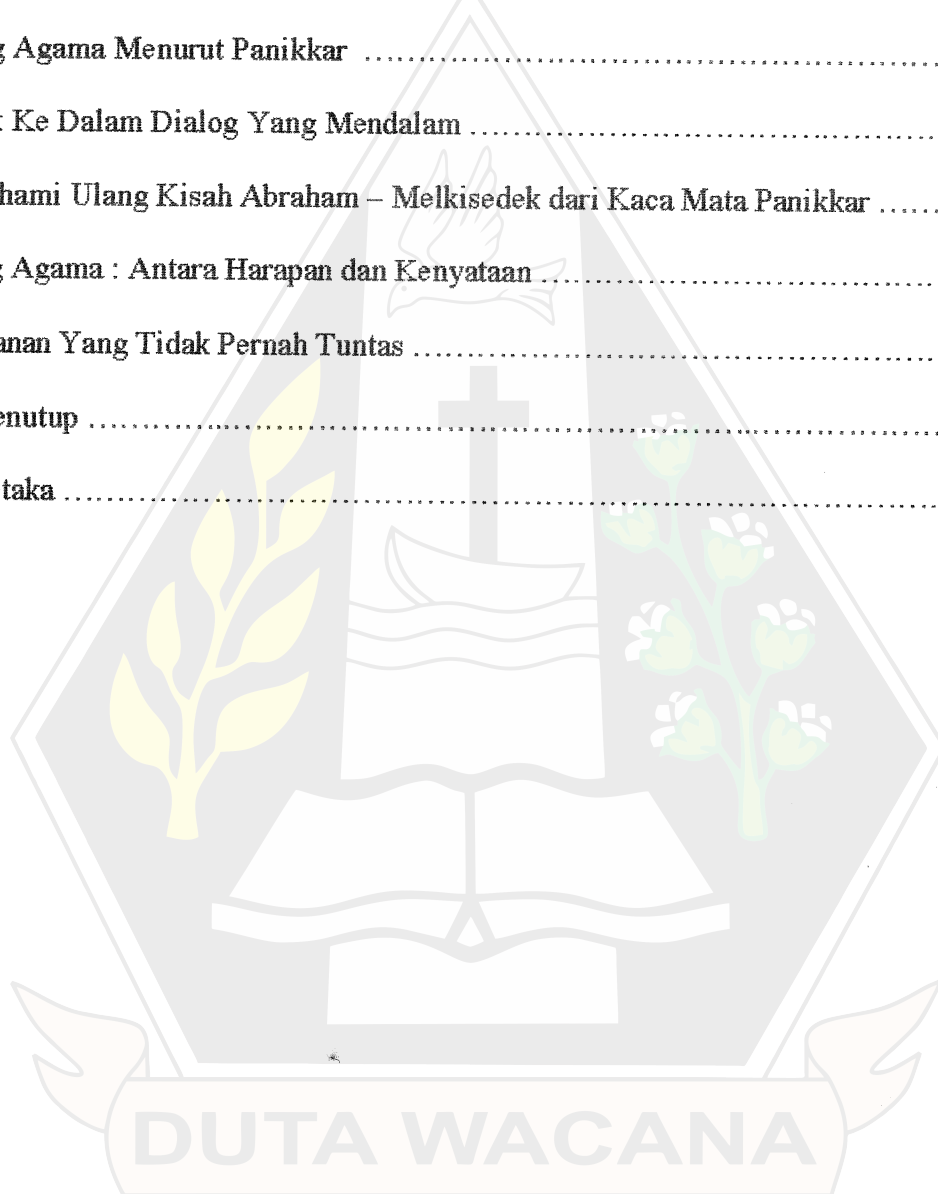 g Agama Menurut Panikkar ........................................................
Ke Dalam Dialog Yang Mendalam ........................................................
hami Ulang Kisah Abraham – Melkisedek dari Kaca Mata Panikkar ......
g Agama : Antara Harapan dan Kenyataan ........................................
anan Yang Tidak Pernah Tuntas ........................................................
enutup ........................................................................................
taka ........................................................................................
DUTA WACANA